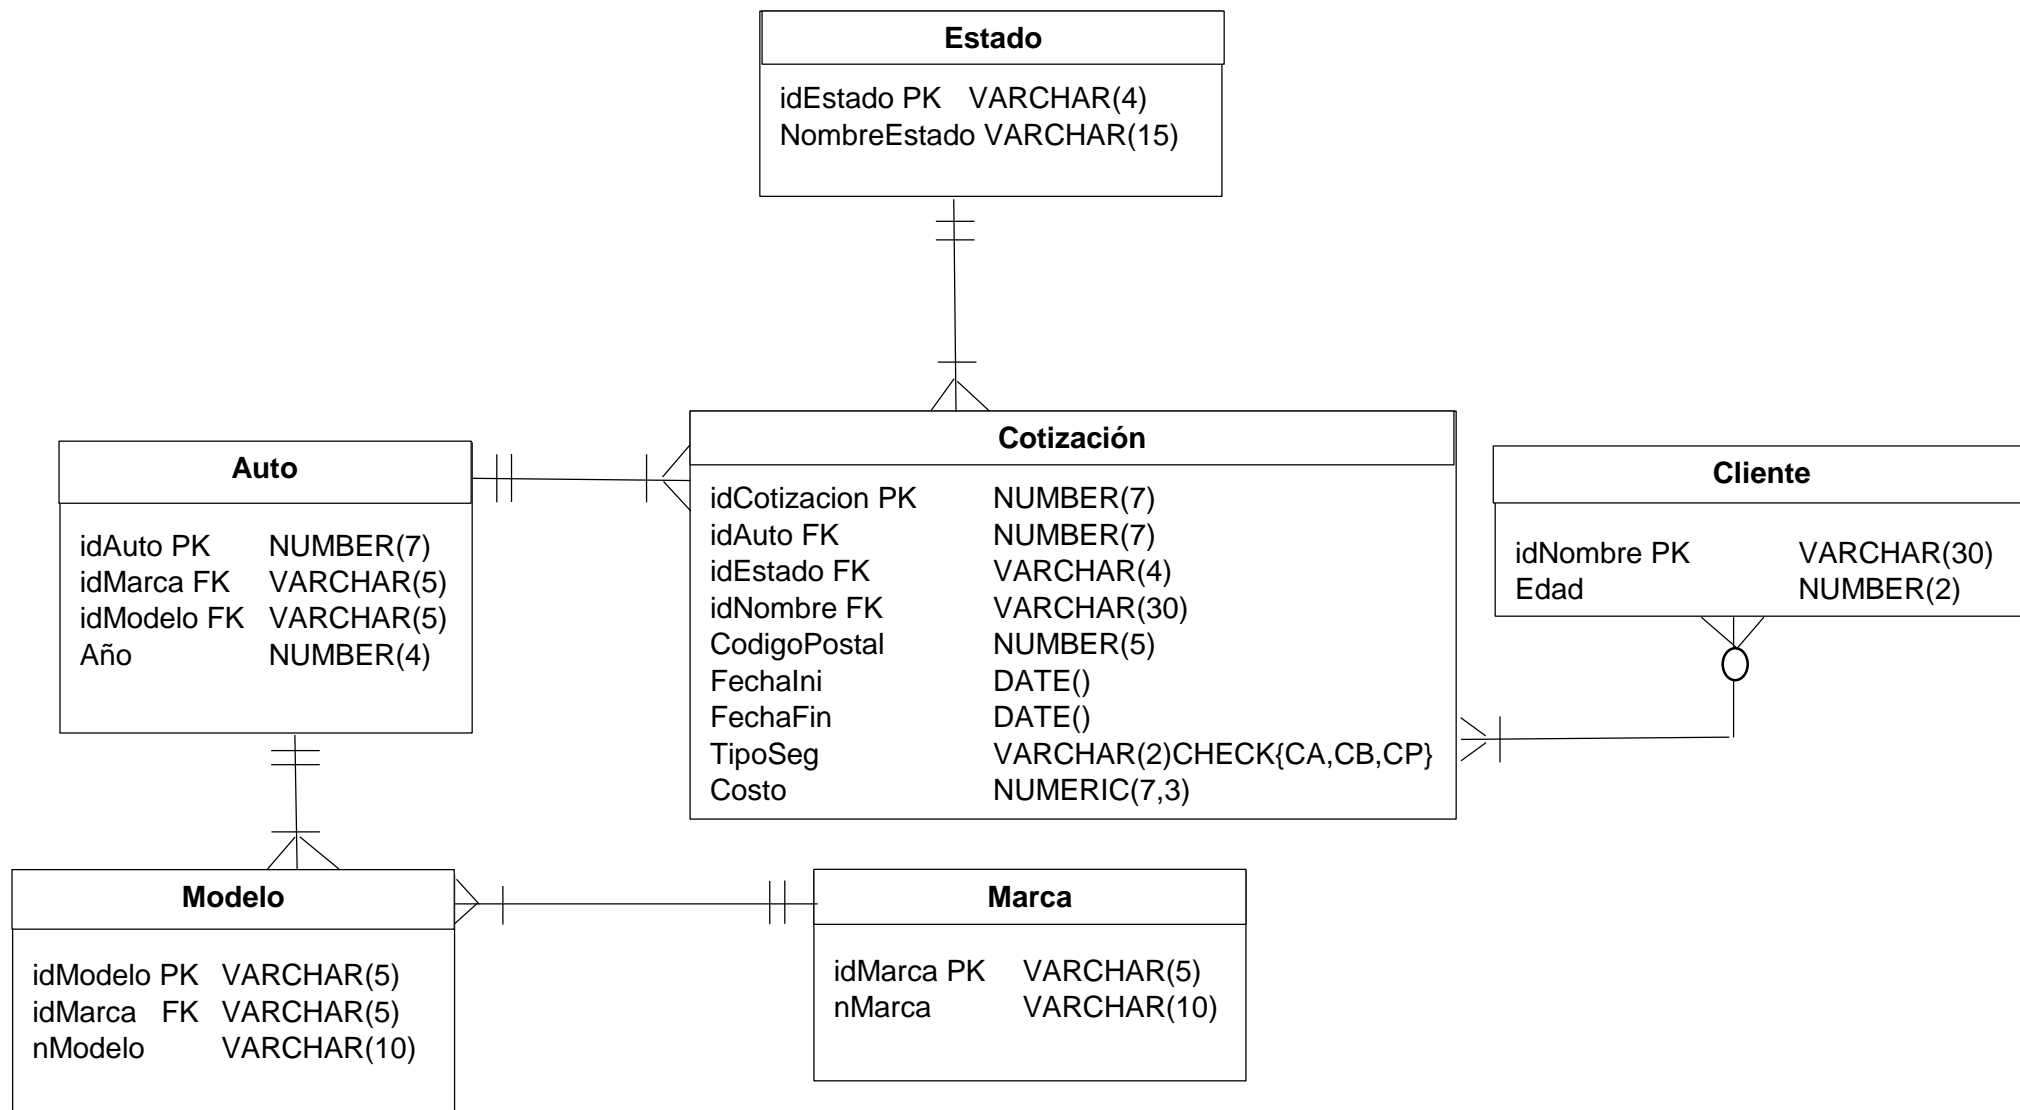 Estado
idEstado PK VARCHAR(4)
NombreEstado VARCHAR(15)
Auto
idAuto PK NUMBER(7)
idMarca FK VARCHAR(5)
idModelo FK VARCHAR(5)
Año NUMBER(4)
Cotización
idCotizacion PK NUMBER(7)
idAuto FK NUMBER(7)
idEstado FK VARCHAR(4)
idNombre FK VARCHAR(30)
CodigoPostal NUMBER(5)
FechaIni DATE()
FechaFin DATE()
TipoSeg VARCHAR(2)CHECK{CA,CB,CP}
Costo NUMERIC(7,3)
Cliente
idNombre PK VARCHAR(30)
Edad NUMBER(2)
Modelo
idModelo PK VARCHAR(5)
idMarca FK VARCHAR(5)
nModelo VARCHAR(10)
Marca
idMarca PK VARCHAR(5)
nMarca VARCHAR(10)